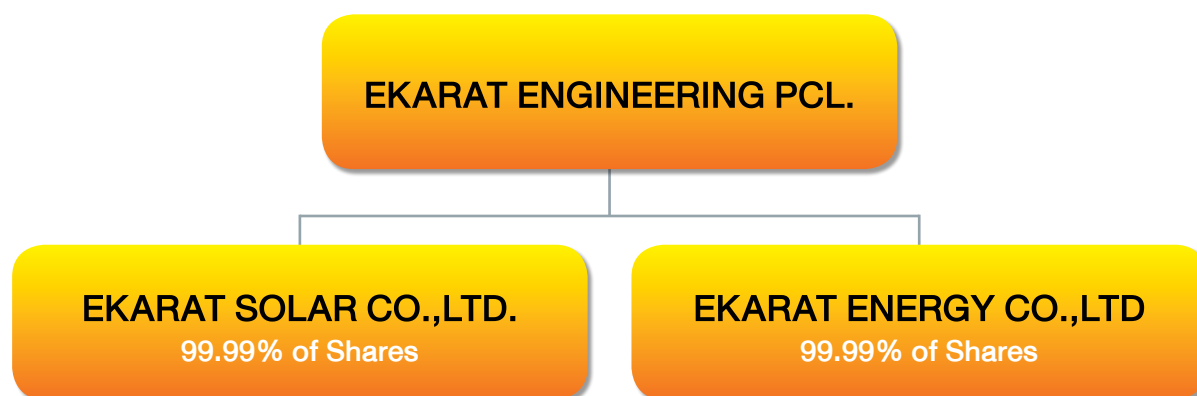 EKARAT ENGINEERING PCL.
EKARAT SOLAR CO.,LTD.
99.99% of Shares
EKARAT ENERGY CO.,LTD
99.99% of Shares